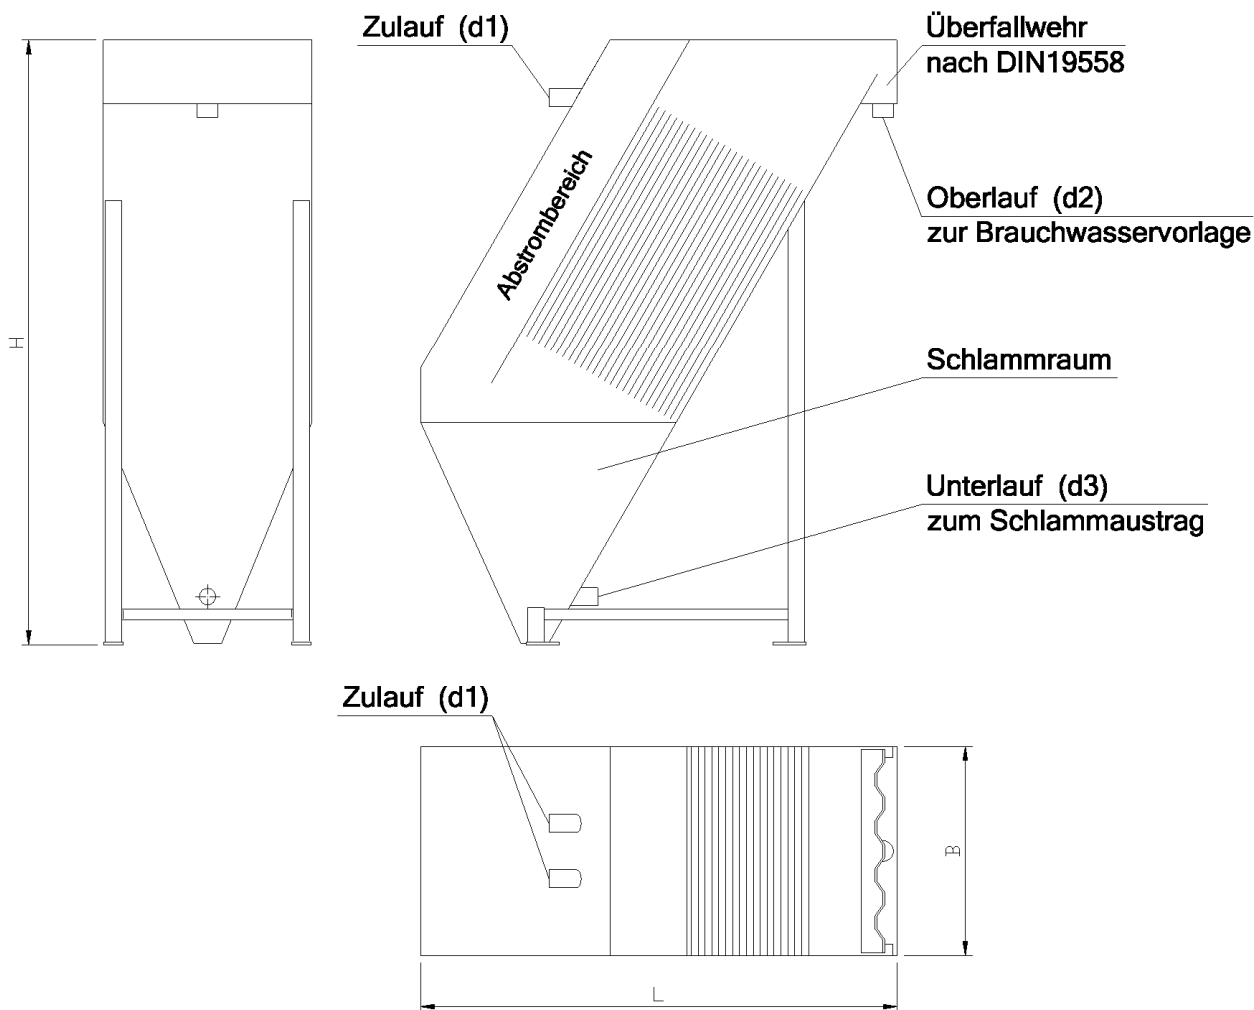 Zulauf (d1)
Überfallwehr
nach DIN19558
Abstrombereich
Oberlauf (d2)
zur Brauchwasservorlage
H
Schlammraum
Unterlauf (d3)
zum Schlammaustrag
Zulauf (d1)
B
L